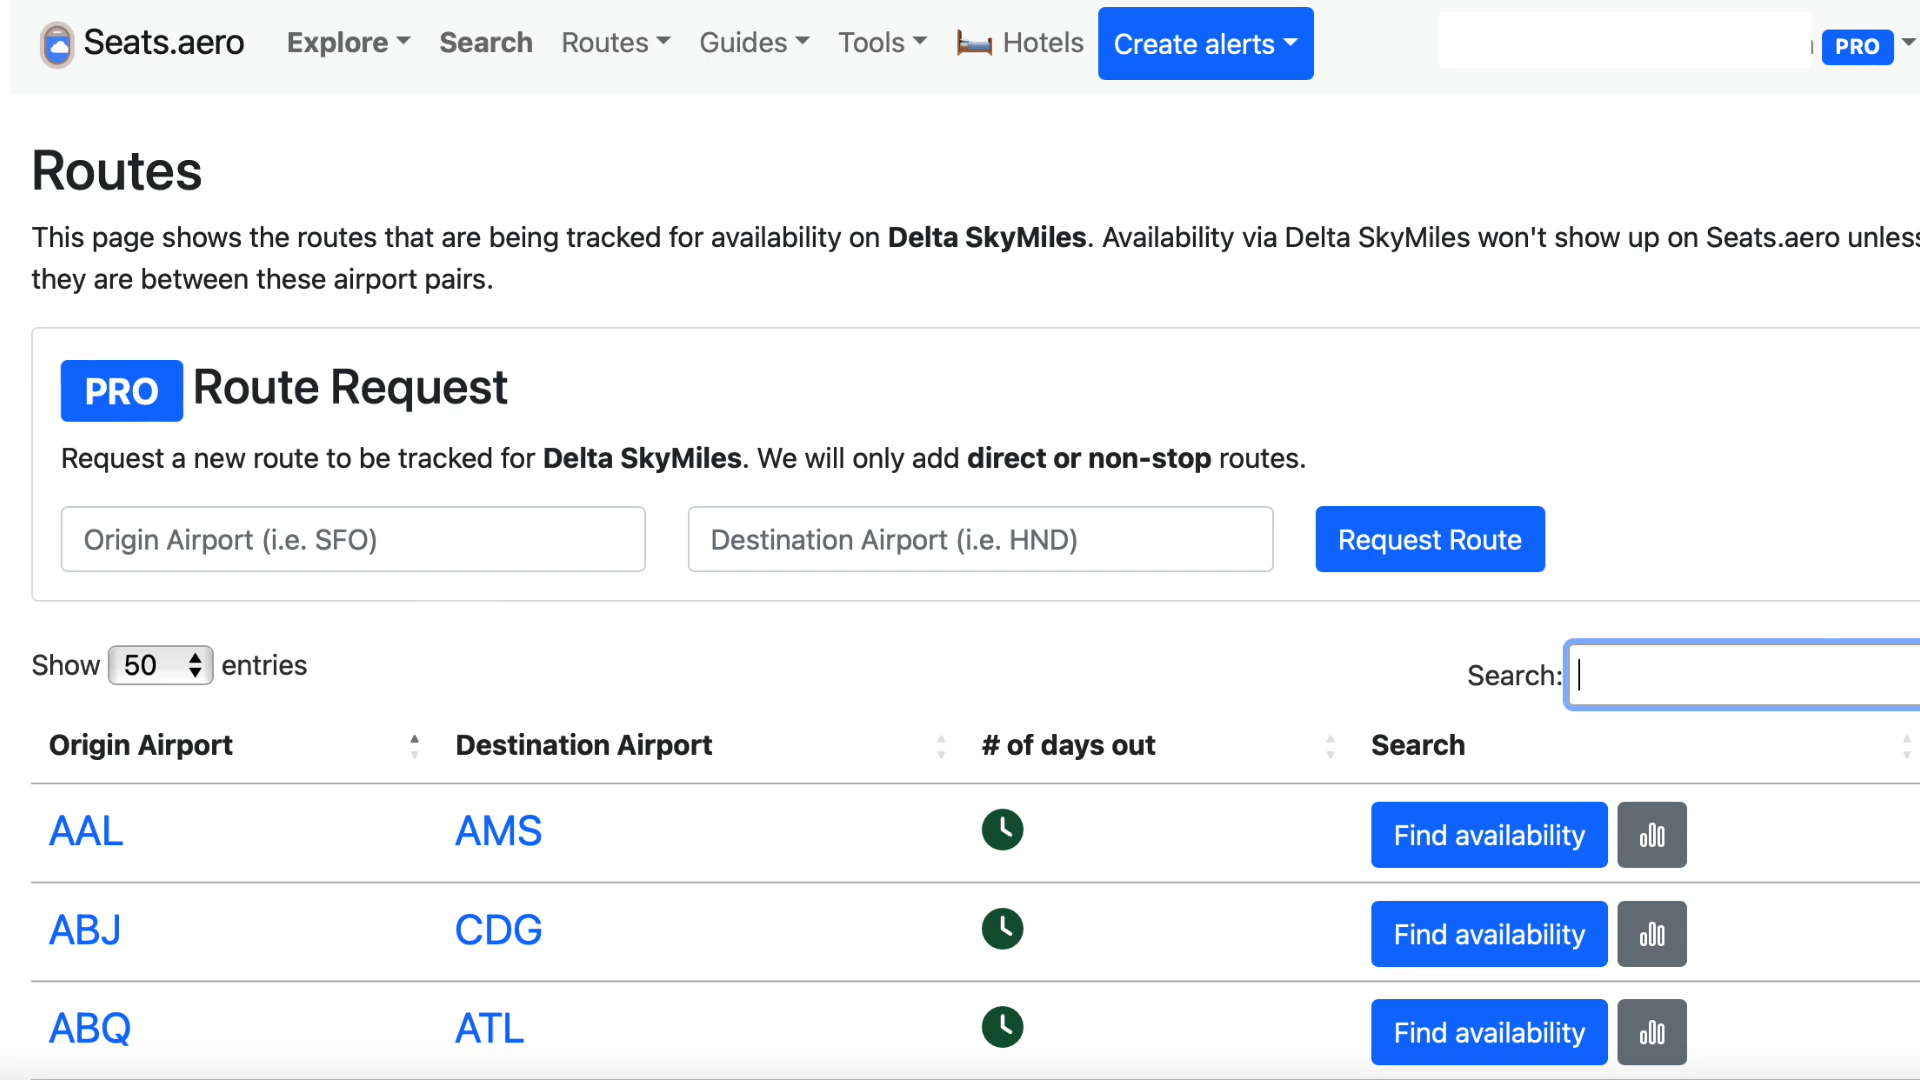 Seats.aero Explore Search Routes Guides Tools Hotels Create alerts PRO
Routes
This page shows the routes that are being tracked for availability on Delta SkyMiles. Availability via Delta SkyMiles won't show up on Seats.aero unless
they are between these airport pairs.
PRO Route Request
Request a new route to be tracked for Delta SkyMiles. We will only add direct or non-stop routes.
Origin Airport (i.e. SFO) Destination Airport (i.e. HND) Request Route
Show 50 entries Search:
Origin Airport Destination Airport # of days out Search
AAL AMS Find availability
ABJ CDG Find availability
ABQ ATL Find availability